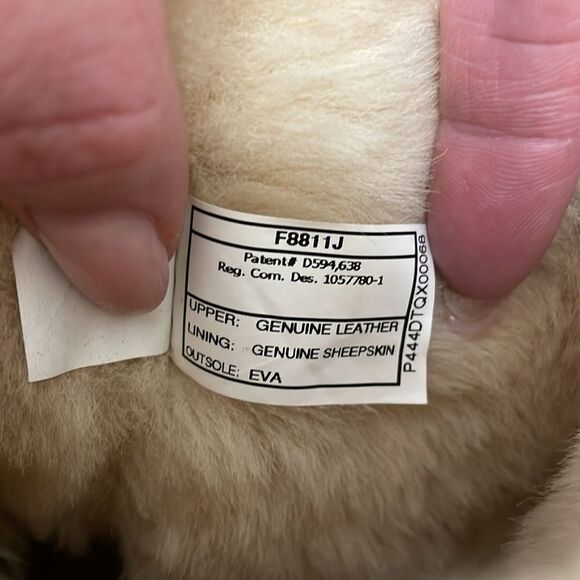 F8811J
Patent# D594,638
Reg. Com. Des. 1057780-1
UPPER: GENUINE LEATHER
LINING: GENUINE SHEEPSKIN
OUTSOLE: EVA
P444DTQX00068